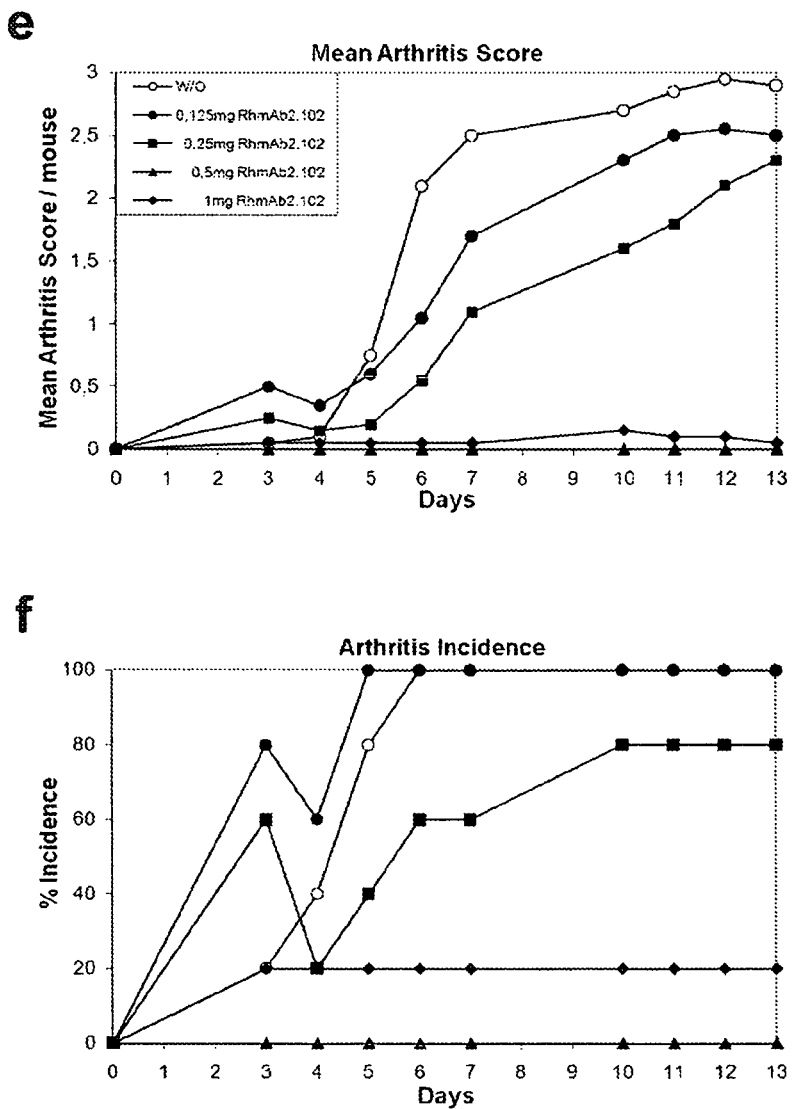 e
Mean Arthritis Score
Mean Arthritis Score / mouse
3
2,5
2
1,5
1
0,5
0
W/O
0,125mg RhmAb2.102
0,25mg RhmAb2.102
0,5mg RhmAb2.102
1mg RhmAb2.102
0 1 2 3 4 5 6 7 8 9 10 11 12 13
Days
f
Arthritis Incidence
% Incidence
100
80
60
40
20
0
0 1 2 3 4 5 6 7 8 9 10 11 12 13
Days